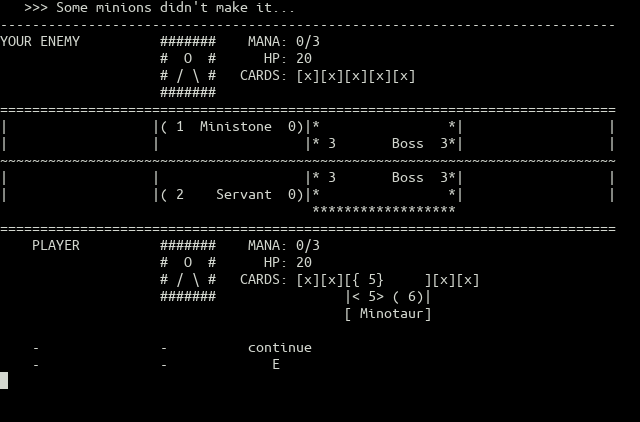 >>> Some minions didn't make it...
-----------------------------------------------------------------------------
YOUR ENEMY          #######    MANA: 0/3
                    #  O  #      HP: 20
                    # / \ #   CARDS: [x][x][x][x][x]
                    #######
=============================================================================
|                  |( 1  Ministone  0)|*                *|                  |
|                  |                  |* 3       Boss  3*|                  |
~~~~~~~~~~~~~~~~~~~~~~~~~~~~~~~~~~~~~~~~~~~~~~~~~~~~~~~~~~~~~~~~~~~~~~~~~~~~~
|                  |                  |* 3       Boss  3*|                  |
|                  |( 2    Servant  0)|*                *|                  |
                                       ******************
=============================================================================
    PLAYER          #######    MANA: 0/3
                    #  O  #      HP: 20
                    # / \ #   CARDS: [x][x][{ 5}     ][x][x]
                    #######                |< 5> ( 6)|
                                           [ Minotaur]
    -               -          continue
    -               -             E